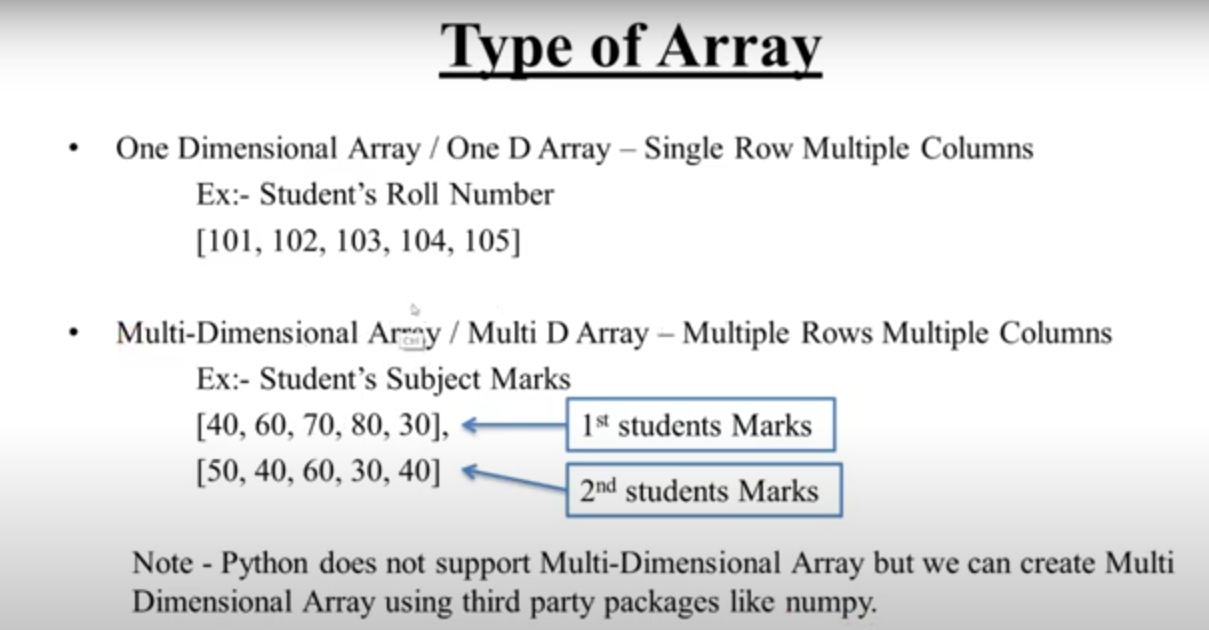 Type of Array
• One Dimensional Array / One D Array – Single Row Multiple Columns
Ex:- Student’s Roll Number
[101, 102, 103, 104, 105]
• Multi-Dimensional Array / Multi D Array – Multiple Rows Multiple Columns
Ex:- Student’s Subject Marks
[40, 60, 70, 80, 30],
1st students Marks
[50, 40, 60, 30, 40]
2nd students Marks
Note - Python does not support Multi-Dimensional Array but we can create Multi
Dimensional Array using third party packages like numpy.